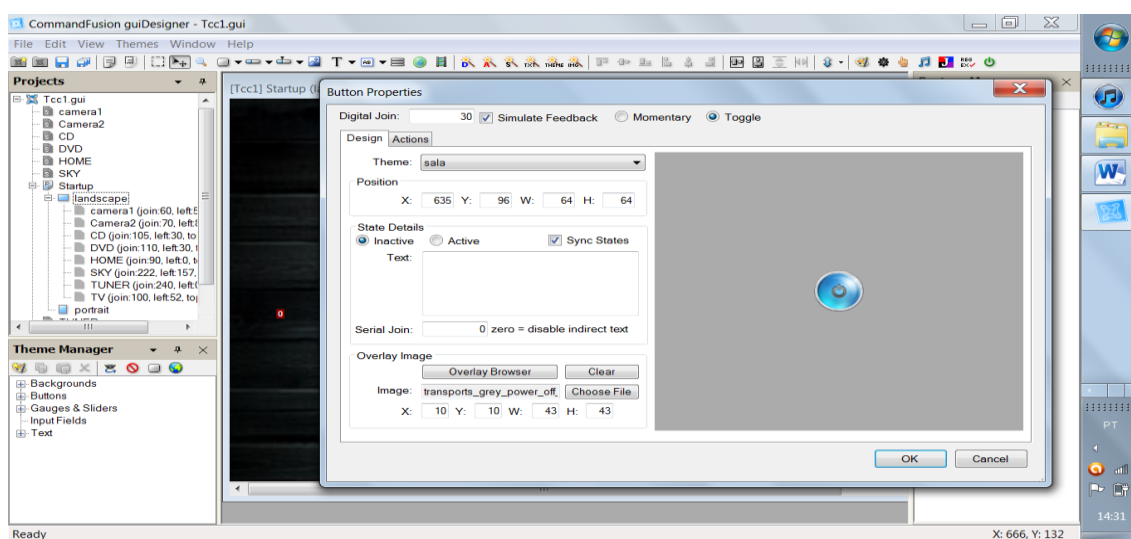 CommandFusion guiDesigner - Tcc1.gui
File Edit View Themes Window Help
Projects
Tcc1.gui
camera1
Camera2
CD
DVD
HOME
SKY
Startup
landscape
camera1 (join:60, left:5
Camera2 (join:70, left:
CD (join:105, left:30, to
DVD (join:110, left:30, t
HOME (join:90, left:0, t
SKY (join:222, left:157,
TUNER (join:240, left:
TV (join:100, left:52, to
portrait
Theme Manager
Backgrounds
Buttons
Gauges & Sliders
Input Fields
Text
[Tcc1] Startup
0
Button Properties
Digital Join: 30 Simulate Feedback Momentary Toggle
Design Actions
Theme: sala
Position
X: 635 Y: 96 W: 64 H: 64
State Details
Inactive Active Sync States
Text:
Serial Join: 0 zero = disable indirect text
Overlay Image
Overlay Browser Clear
Image: transports_grey_power_off_ Choose File
X: 10 Y: 10 W: 43 H: 43
OK Cancel
Ready
X: 666, Y: 132
PT
14:31